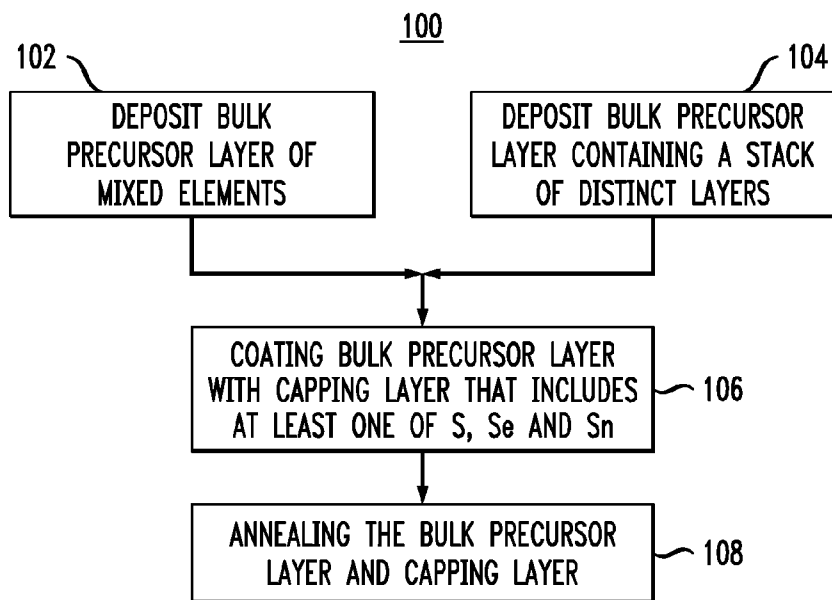 100
102
104
DEPOSIT BULK
PRECURSOR LAYER OF
MIXED ELEMENTS
DEPOSIT BULK PRECURSOR
LAYER CONTAINING A STACK
OF DISTINCT LAYERS
COATING BULK PRECURSOR LAYER
WITH CAPPING LAYER THAT INCLUDES
AT LEAST ONE OF S, Se AND Sn
106
ANNEALING THE BULK PRECURSOR
LAYER AND CAPPING LAYER
108